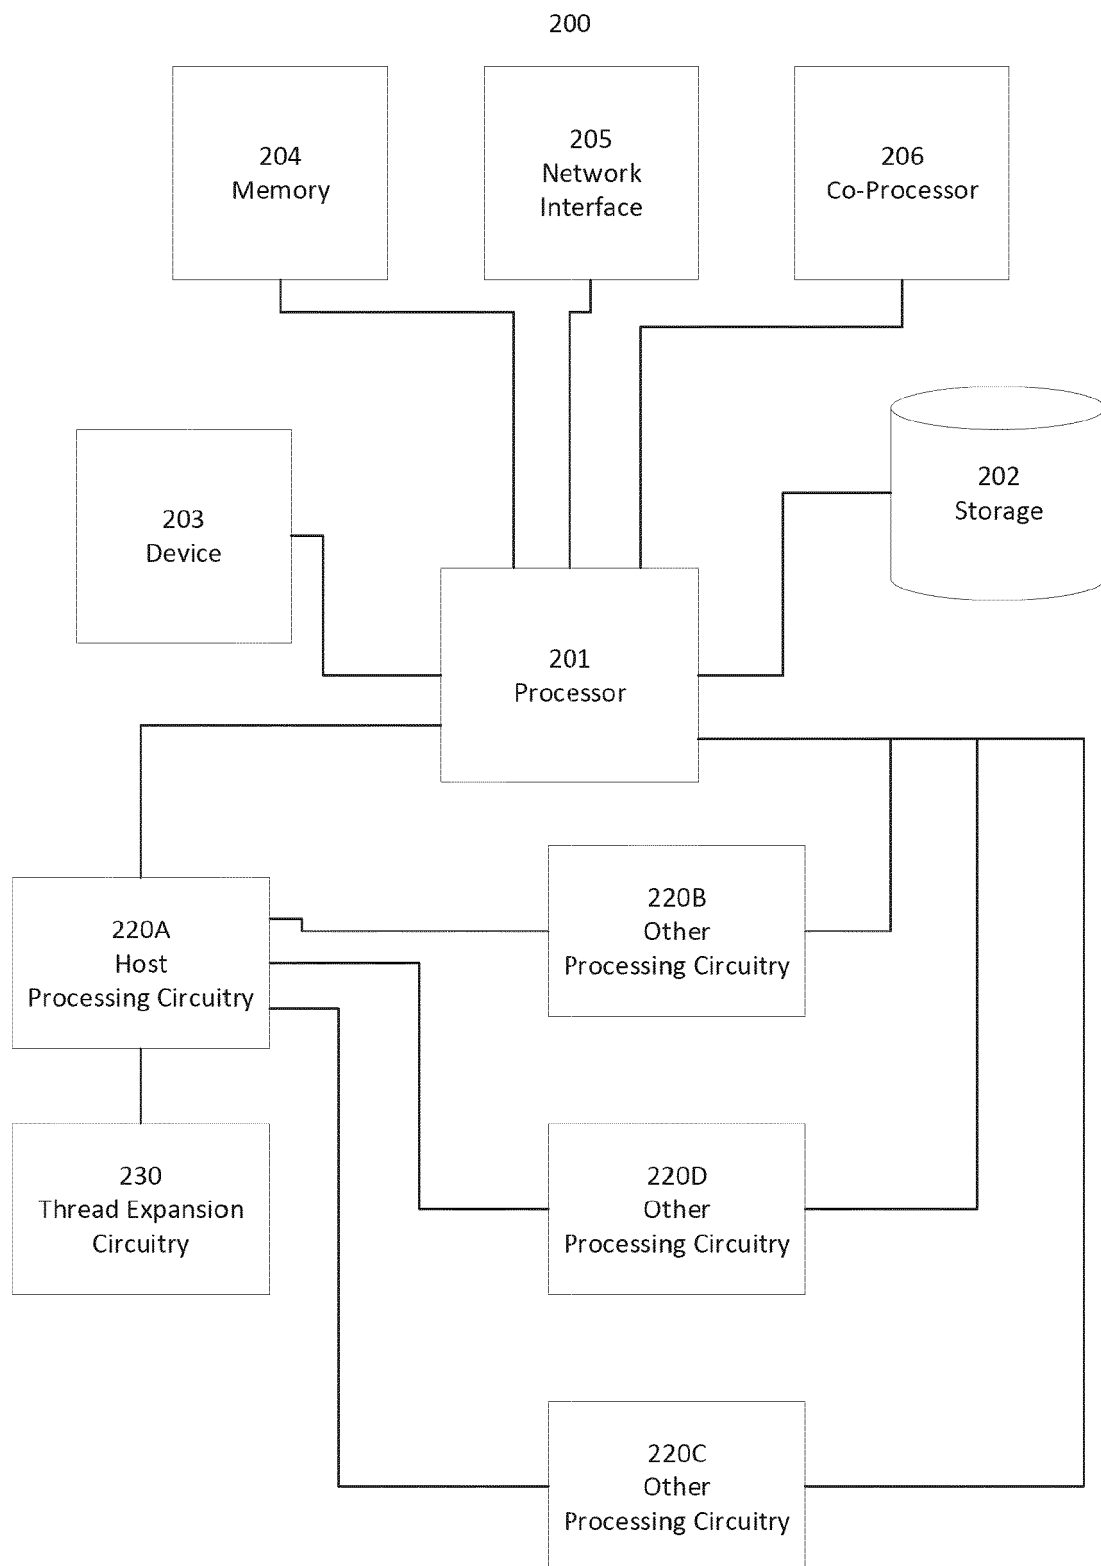 200
204
Memory
205
Network
Interface
206
Co-Processor
202
Storage
203
Device
201
Processor
220A
Host
Processing Circuitry
220B
Other
Processing Circuitry
230
Thread Expansion
Circuitry
220D
Other
Processing Circuitry
220C
Other
Processing Circuitry